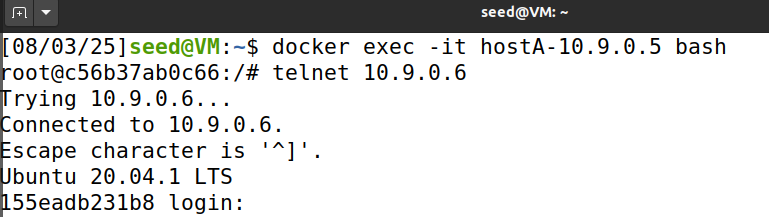 seed@VM: ~
[08/03/25]seed@VM:~$ docker exec -it hostA-10.9.0.5 bash
root@c56b37ab0c66:/# telnet 10.9.0.6
Trying 10.9.0.6...
Connected to 10.9.0.6.
Escape character is '^]'.
Ubuntu 20.04.1 LTS
155eadb231b8 login: